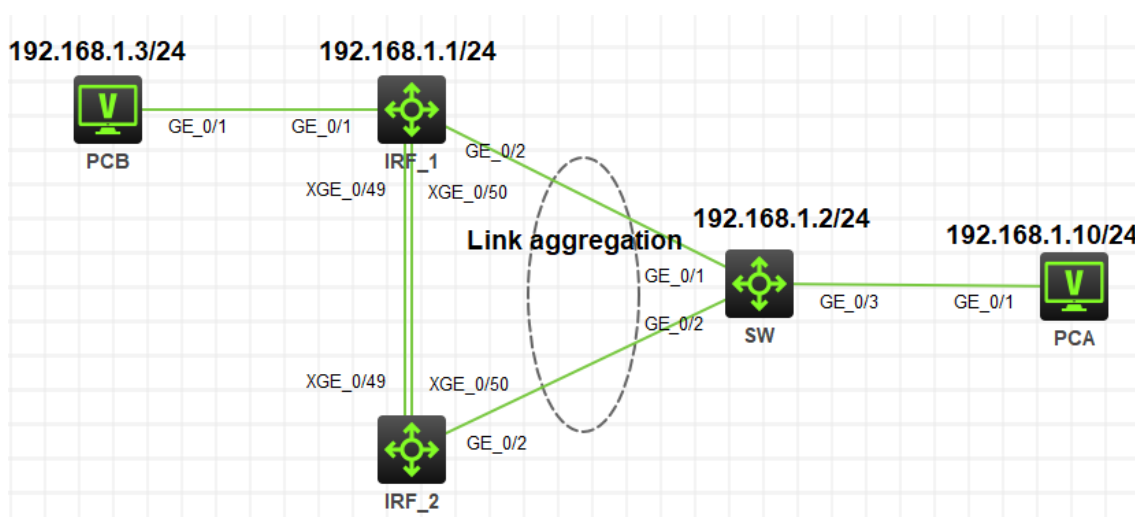 192.168.1.3/24
192.168.1.1/24
V
GE_0/1
GE_0/1
PCB
IRF_1
GE_0/2
XGE_0/49
XGE_0/50
192.168.1.2/24
Link aggregation
192.168.1.10/24
GE_0/1
V
GE_0/3
GE_0/1
GE_0/2
SW
PCA
XGE_0/49
XGE_0/50
GE_0/2
IRF_2